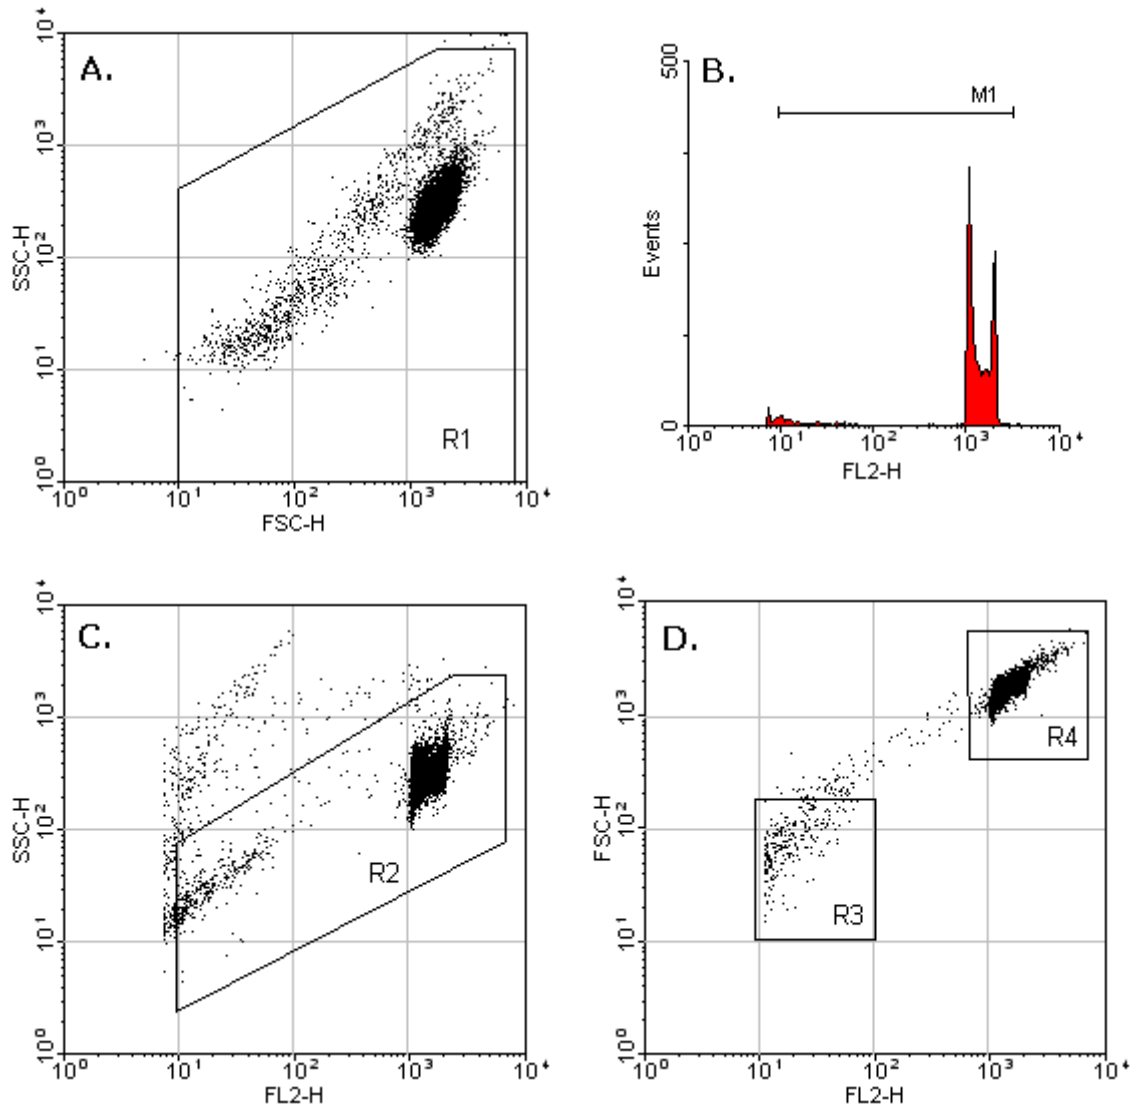 A.
10⁴
10³
10²
10¹
10⁰
SSC-H
R1
10⁰ 10¹ 10² 10³ 10⁴
FSC-H
B.
500
0
Events
M1
10⁰ 10¹ 10² 10³ 10⁴
FL2-H
C.
10⁴
10³
10²
10¹
10⁰
SSC-H
R2
10⁰ 10¹ 10² 10³ 10⁴
FL2-H
D.
10⁴
10³
10²
10¹
10⁰
FSC-H
R4
R3
10⁰ 10¹ 10² 10³ 10⁴
FL2-H